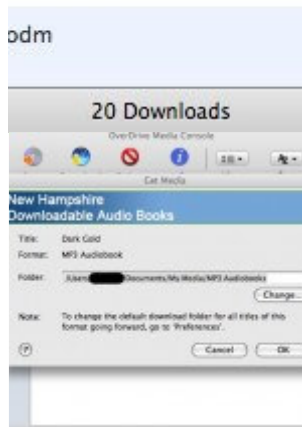 odm
20 Downloads
OverDrive Media Console
Get Media
New Hampshire
Downloadable Audio Books
Title: Dark Gold
Format: MP3 Audiobook
Folder: /Users Documents/My Media/MP3 Audiobooks
Change...
Note: To change the default download folder for all titles of this
format going forward, go to 'Preferences'.
? Cancel OK